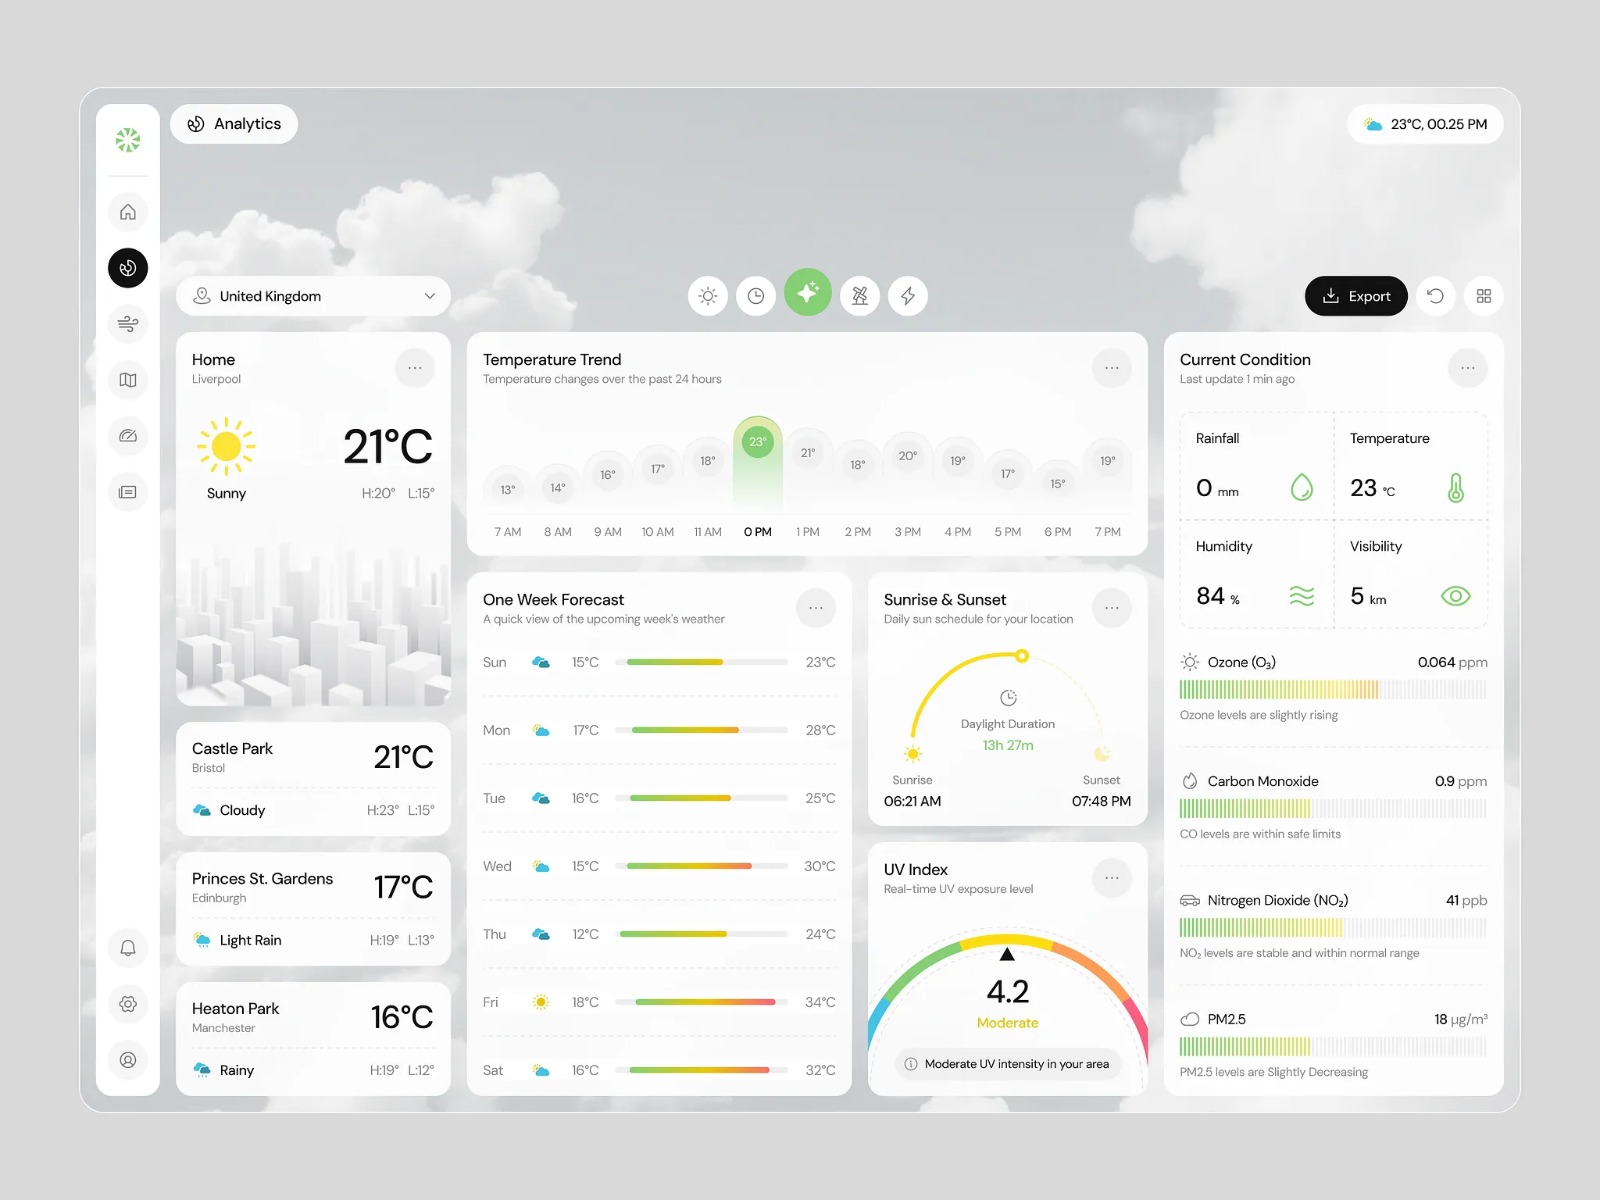 Analytics
23°C, 00.25 PM
United Kingdom
Export
Home
Liverpool
21°C
Sunny
H:20° L:15°
Castle Park
Bristol
21°C
Cloudy
H:23° L:15°
Princes St. Gardens
Edinburgh
17°C
Light Rain
H:19° L:13°
Heaton Park
Manchester
16°C
Rainy
H:19° L:12°
Temperature Trend
Temperature changes over the past 24 hours
13° 14° 16° 17° 18° 23° 21° 18° 20° 19° 17° 15° 19°
7 AM 8 AM 9 AM 10 AM 11 AM 0 PM 1 PM 2 PM 3 PM 4 PM 5 PM 6 PM 7 PM
One Week Forecast
A quick view of the upcoming week's weather
Sun 15°C 23°C
Mon 17°C 28°C
Tue 16°C 25°C
Wed 15°C 30°C
Thu 12°C 24°C
Fri 18°C 34°C
Sat 16°C 32°C
Sunrise & Sunset
Daily sun schedule for your location
Daylight Duration
13h 27m
Sunrise Sunset
06:21 AM 07:48 PM
UV Index
Real-time UV exposure level
4.2
Moderate
Moderate UV intensity in your area
Current Condition
Last update 1 min ago
Rainfall Temperature
0 mm 23 °C
Humidity Visibility
84 % 5 km
Ozone (O₃) 0.064 ppm
Ozone levels are slightly rising
Carbon Monoxide 0.9 ppm
CO levels are within safe limits
Nitrogen Dioxide (NO₂) 41 ppb
NO₂ levels are stable and within normal range
PM2.5 18 µg/m³
PM2.5 levels are Slightly Decreasing